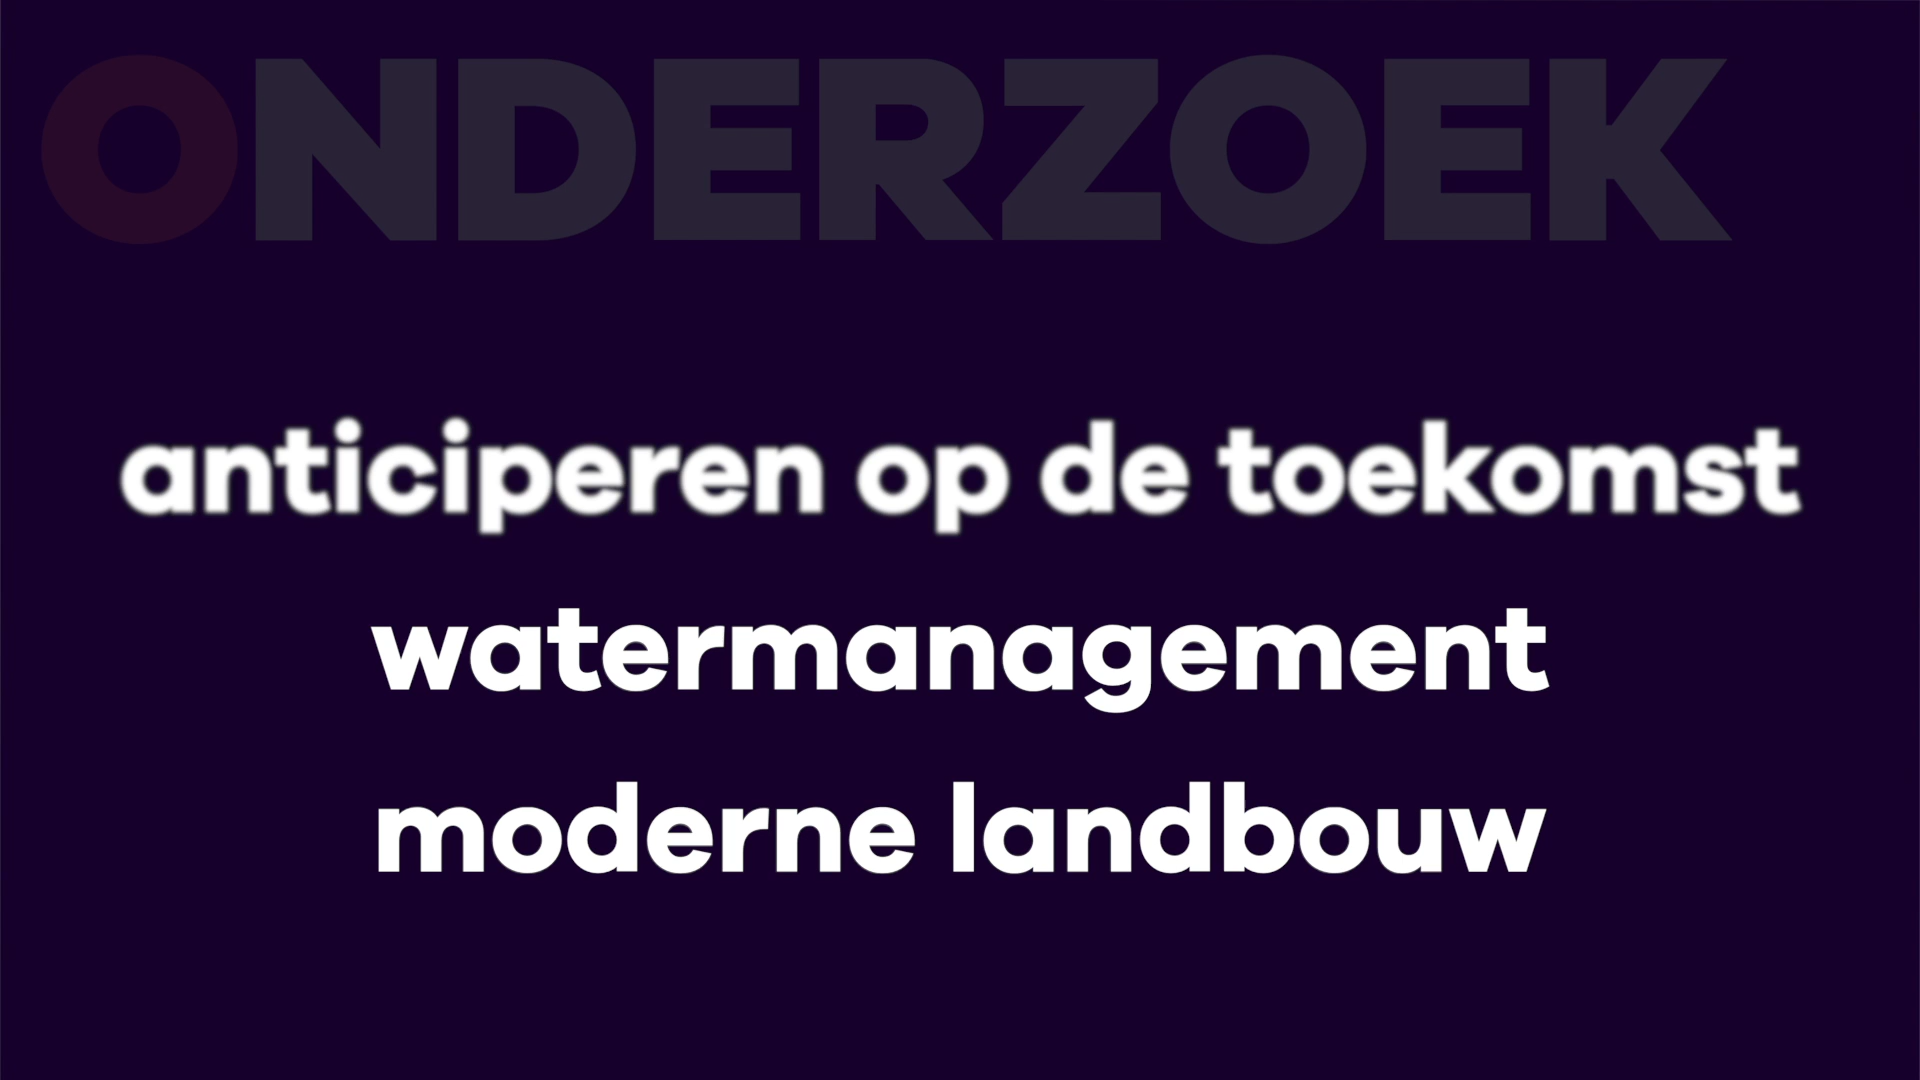 ONDERZOEK
anticiperen op de toekomst
watermanagement
moderne landbouw